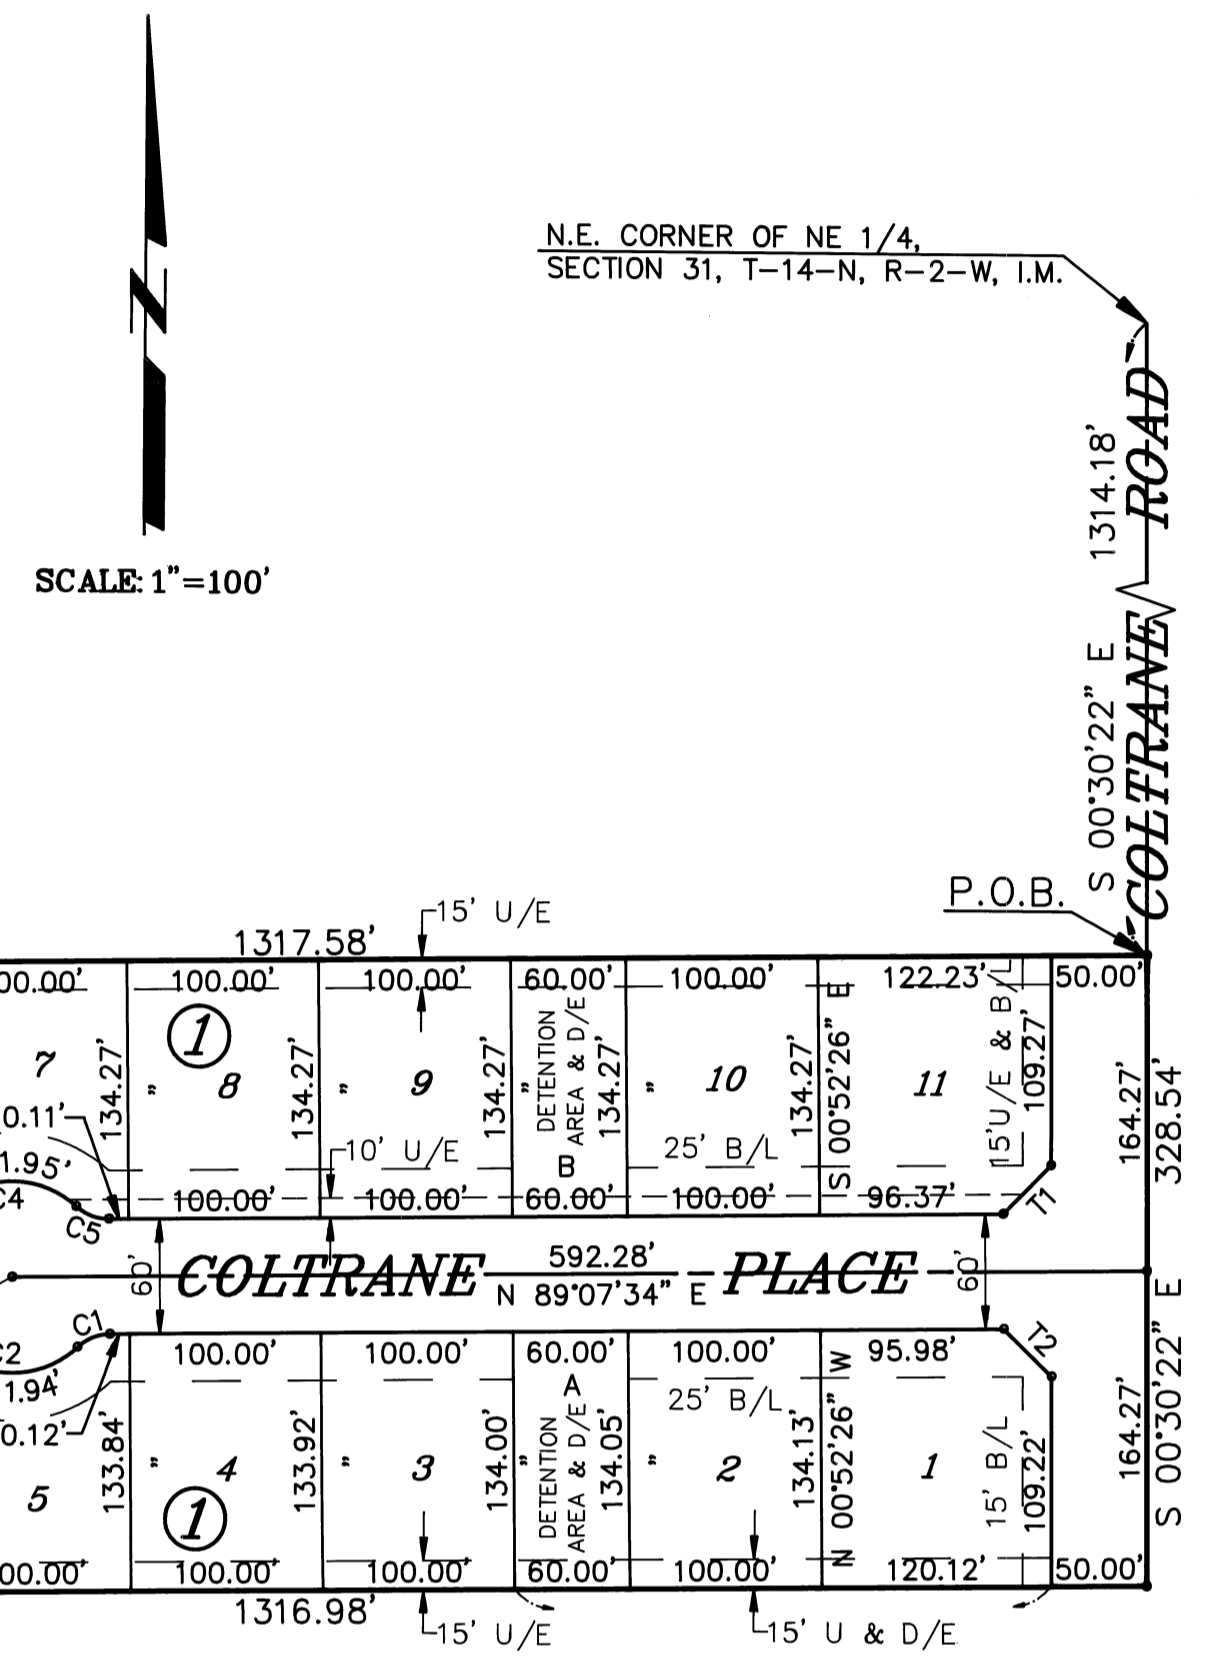 N
SCALE: 1"=100'
N.E. CORNER OF NE 1/4,
SECTION 31, T-14-N, R-2-W, I.M.
S 00°30'22" E 1314.18'
COLTRANE ROAD
P.O.B.
15' U/E
1317.58'
00.00'
100.00'
100.00'
60.00'
100.00'
122.23'
50.00'
1
7
134.27'
"
8
134.27'
"
9
134.27'
"
DETENTION
AREA & D/E
B
134.27'
"
10
134.27'
S 00°52'26" E
11
15'U/E & B/L
109.27'
164.27'
328.54'
0.11'
1.95'
C4
C5
10' U/E
25' B/L
100.00'
100.00'
60.00'
100.00'
96.37'
T1
60'
COLTRANE PLACE
592.28'
N 89°07'34" E
60'
C1
C2
1.94'
0.12'
100.00'
100.00'
60.00'
100.00'
95.98'
T2
25' B/L
5
133.84'
"
4
133.92'
"
3
134.00'
"
A
DETENTION
AREA & D/E
134.05'
"
2
134.13'
N 00°52'26" W
1
15' B/L
109.22'
164.27'
S 00°30'22" E
1
00.00'
100.00'
100.00'
60.00'
100.00'
120.12'
50.00'
1316.98'
15' U/E
15' U & D/E